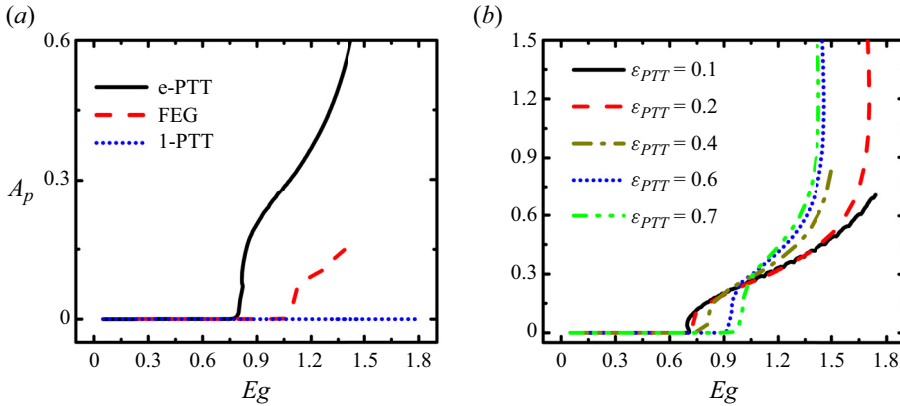 (a)
0.6
0.3
0
A_p
e-PTT
FEG
1-PTT
0 0.3 0.6 0.9 1.2 1.5 1.8
Eg
(b)
1.5
1.2
0.9
0.6
0.3
0
ε_PTT = 0.1
ε_PTT = 0.2
ε_PTT = 0.4
ε_PTT = 0.6
ε_PTT = 0.7
0 0.3 0.6 0.9 1.2 1.5 1.8
Eg